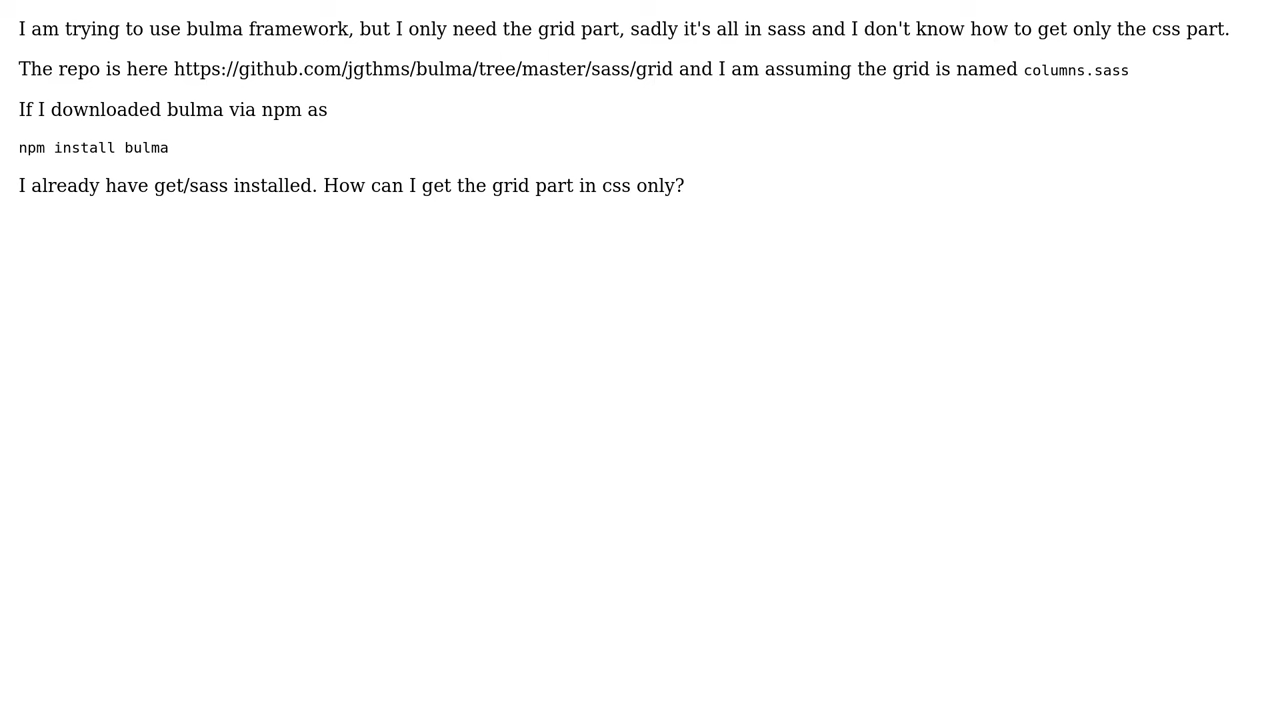 I am trying to use bulma framework, but I only need the grid part, sadly it's all in sass and I don't know how to get only the css part.
The repo is here https://github.com/jgthms/bulma/tree/master/sass/grid and I am assuming the grid is named columns.sass
If I downloaded bulma via npm as
npm install bulma
I already have get/sass installed. How can I get the grid part in css only?